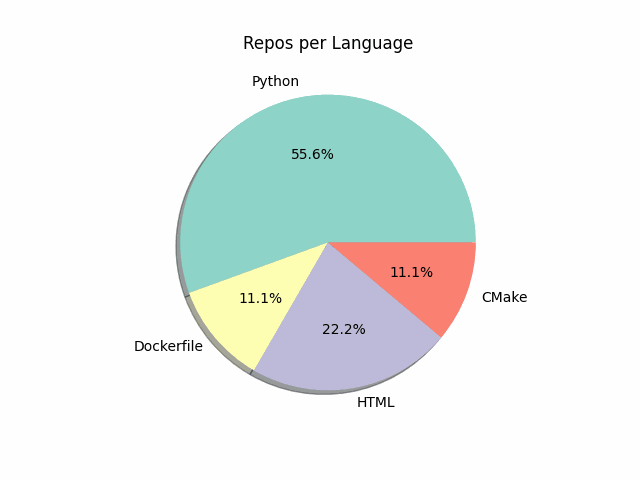 Repos per Language
Python
55.6%
11.1%
11.1%
CMake
22.2%
Dockerfile
HTML